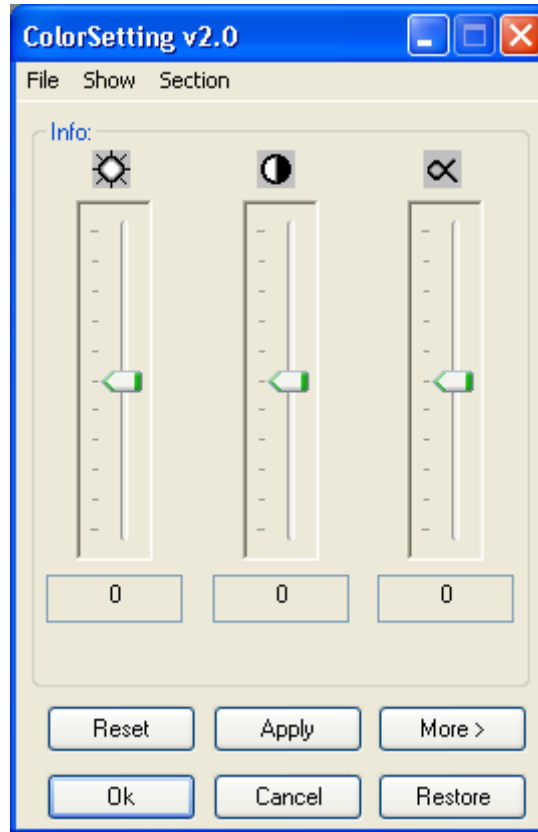 ColorSetting v2.0
File Show Section
Info:
0 0 0
Reset Apply More >
Ok Cancel Restore